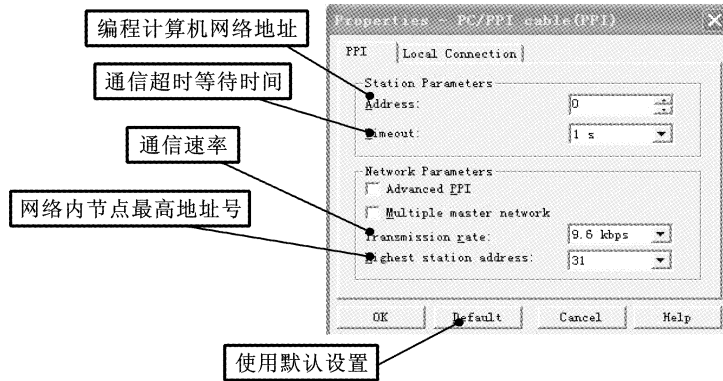 编程计算机网络地址
通信超时等待时间
通信速率
网络内节点最高地址号
Properties - PC/PPI cable(PPI)
PPI
Local Connection
Station Parameters
Address:
0
Timeout:
1 s
Network Parameters
Advanced PPI
Multiple master network
Transmission rate:
9.6 kbps
Highest station address:
31
OK
Default
Cancel
Help
使用默认设置